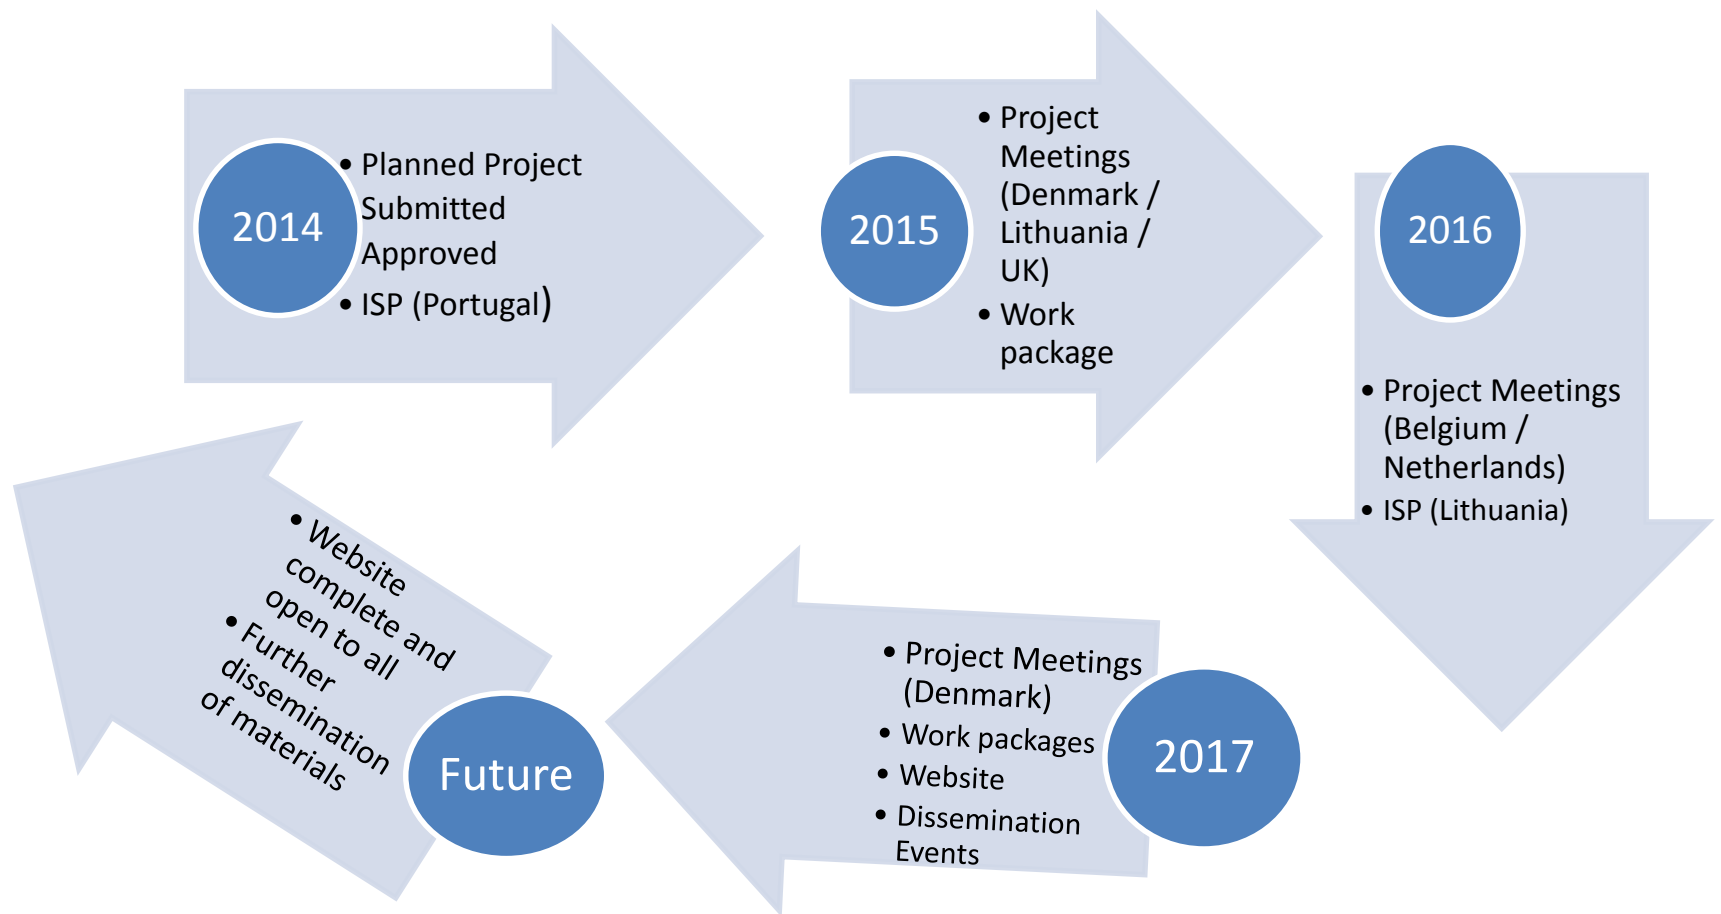 2014
• Planned Project
Submitted
Approved
• ISP (Portugal)
2015
• Project
Meetings
(Denmark /
Lithuania /
UK)
• Work
package
2016
• Project Meetings
(Belgium /
Netherlands)
• ISP (Lithuania)
2017
• Project Meetings
(Denmark)
• Work packages
• Website
• Dissemination
Events
Future
• Website
complete and
open to all
• Further
dissemination
of materials